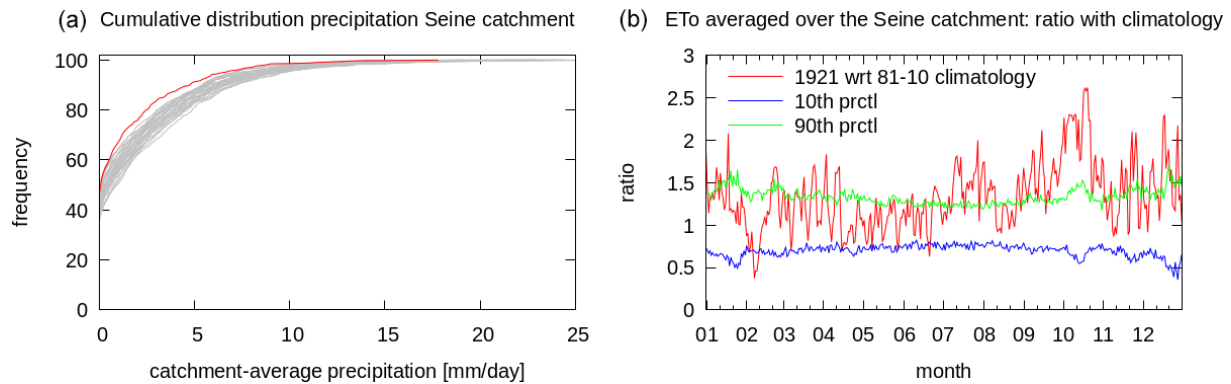 (a) Cumulative distribution precipitation Seine catchment
100
80
60
40
20
0
frequency
0 5 10 15 20 25
catchment-average precipitation [mm/day]
(b) ETo averaged over the Seine catchment: ratio with climatology
3
2.5
2
1.5
1
0.5
0
ratio
1921 wrt 81-10 climatology
10th prctl
90th prctl
01 02 03 04 05 06 07 08 09 10 11 12
month